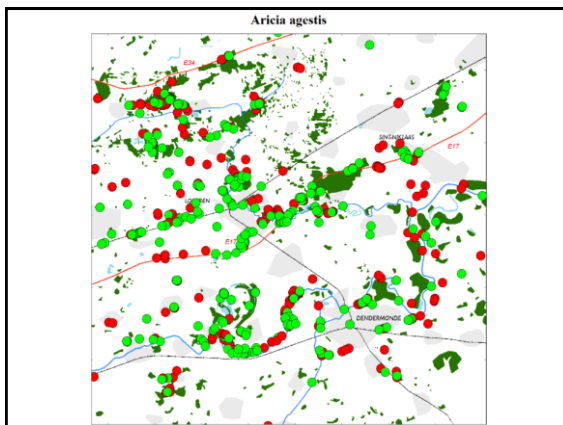 Aricia agestis
E34
SINT-NIKLAAS
E17
LOKEREN
E17
DENDERMONDE